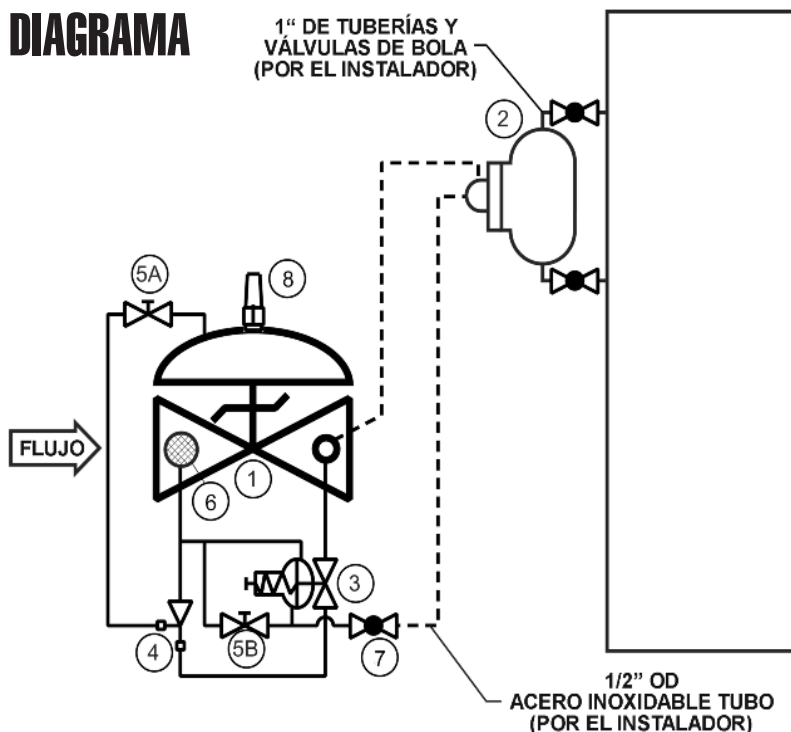 DIAGRAMA
1“ DE TUBERÍAS Y
VÁLVULAS DE BOLA
(POR EL INSTALADOR)
2
5A
8
FLUJO
1
6
3
4
5B
7
1/2” OD
ACERO INOXIDABLE TUBO
(POR EL INSTALADOR)